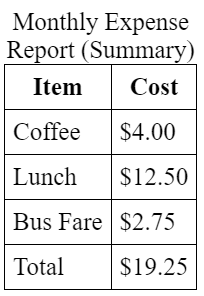 Monthly Expense
Report (Summary)
Item Cost
Coffee $4.00
Lunch $12.50
Bus Fare $2.75
Total $19.25